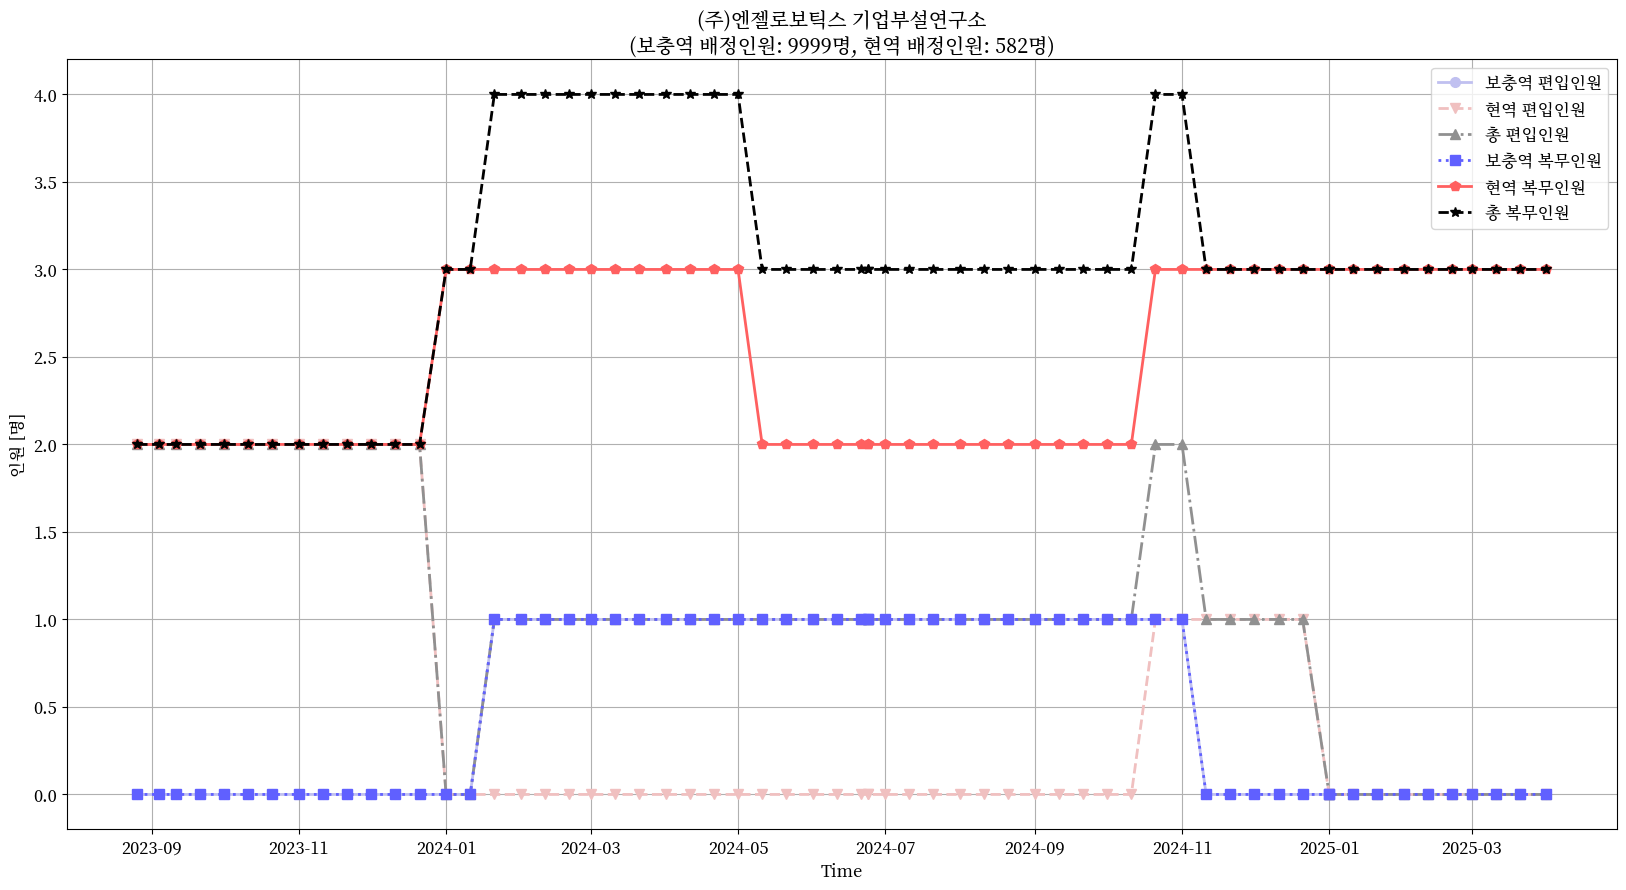 (주)엔젤로보틱스 기업부설연구소
(보충역 배정인원: 9999명, 현역 배정인원: 582명)
보충역 편입인원
현역 편입인원
총 편입인원
보충역 복무인원
현역 복무인원
총 복무인원
4.0
3.5
3.0
2.5
2.0
1.5
1.0
0.5
0.0
인원 [명]
2023-09 2023-11 2024-01 2024-03 2024-05 2024-07 2024-09 2024-11 2025-01 2025-03
Time